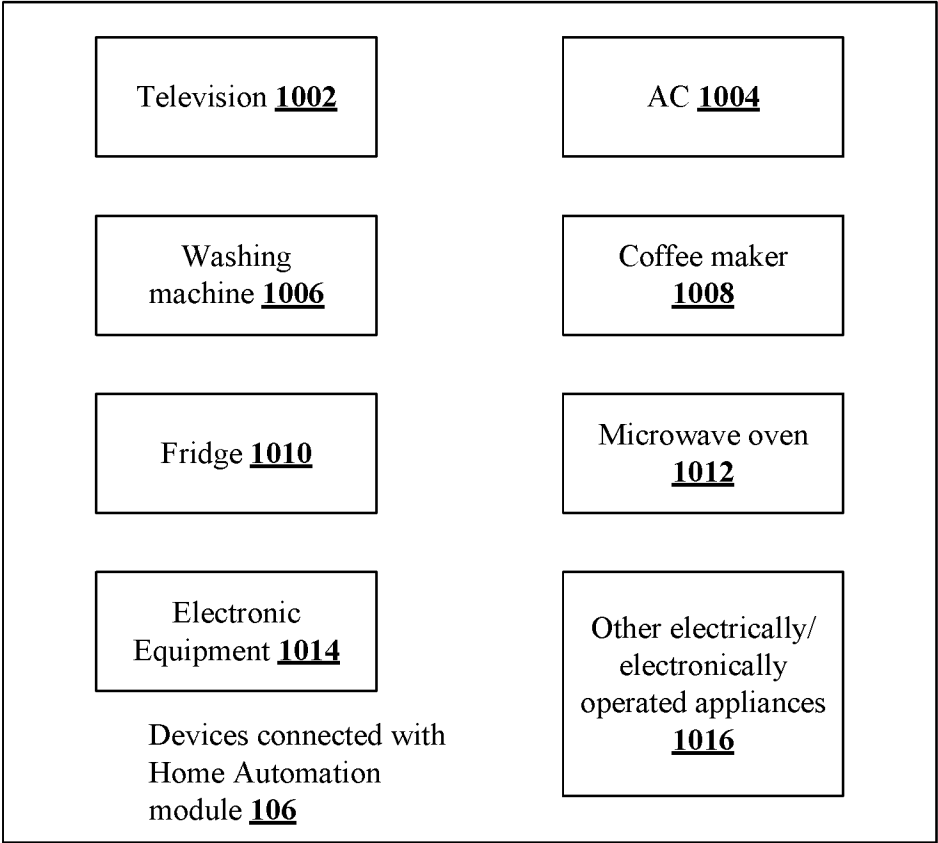 Television 1002
AC 1004
Washing
machine 1006
Coffee maker
1008
Fridge 1010
Microwave oven
1012
Electronic
Equipment 1014
Other electrically/
electronically
operated appliances
1016
Devices connected with
Home Automation
module 106